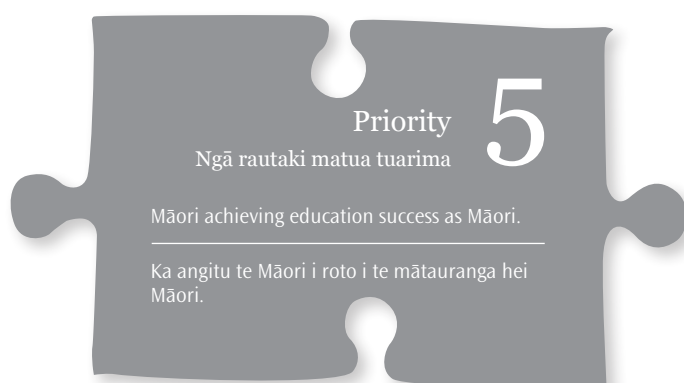 Priority
5
Ngā rautaki matua tuarima
Māori achieving education success as Māori.
Ka angitu te Māori i roto i te mātauranga hei
Māori.